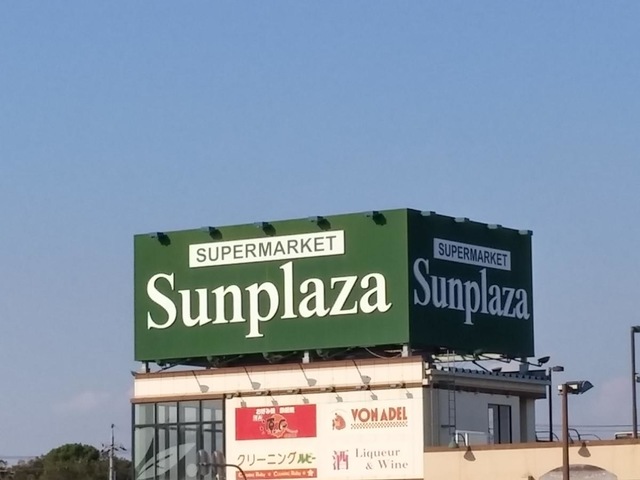 SUPERMARKET
Sunplaza
SUPERMARKET
Sunplaza
VONADEL
クリーニングルビー
酒 Liqueur
& Wine